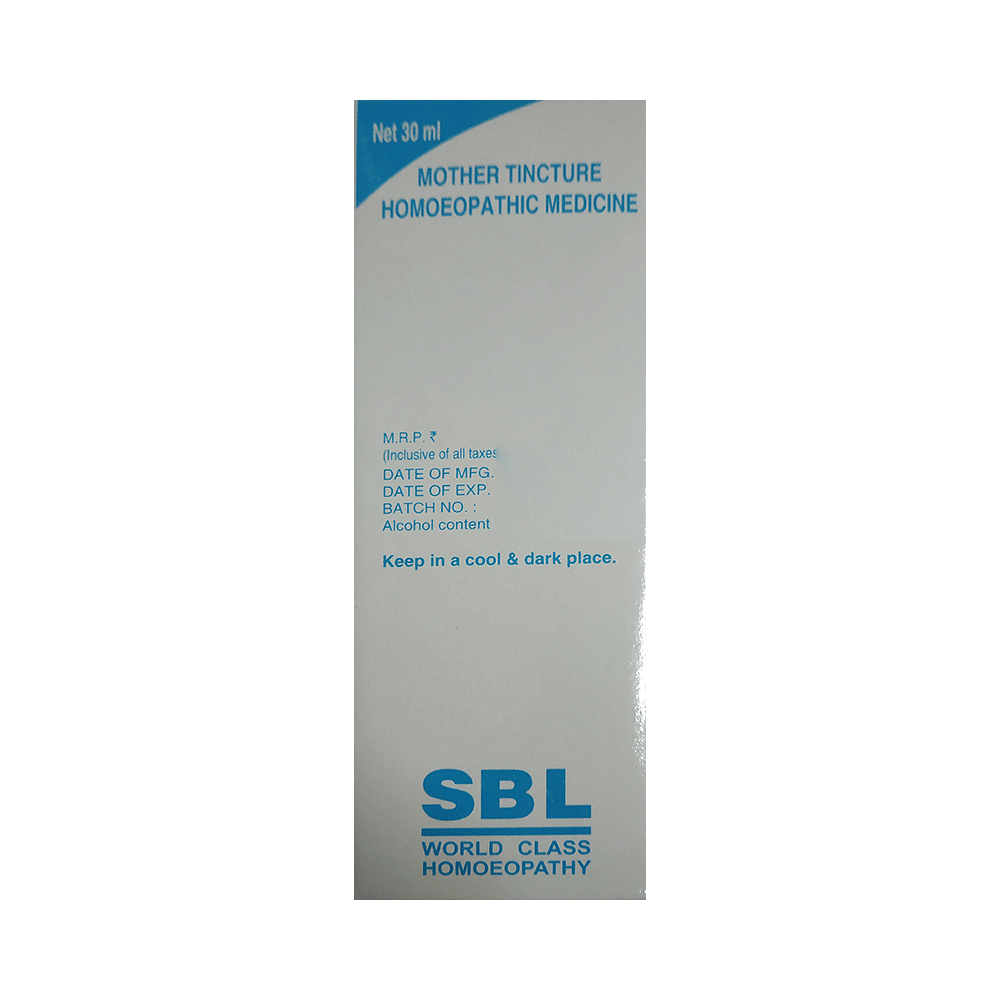 Net 30 ml
MOTHER TINCTURE
HOMOEOPATHIC MEDICINE
M.R.P. ₹
(Inclusive of all taxes
DATE OF MFG.
DATE OF EXP.
BATCH NO. :
Alcohol content
Keep in a cool & dark place.
SBL
WORLD CLASS
HOMOEOPATHY